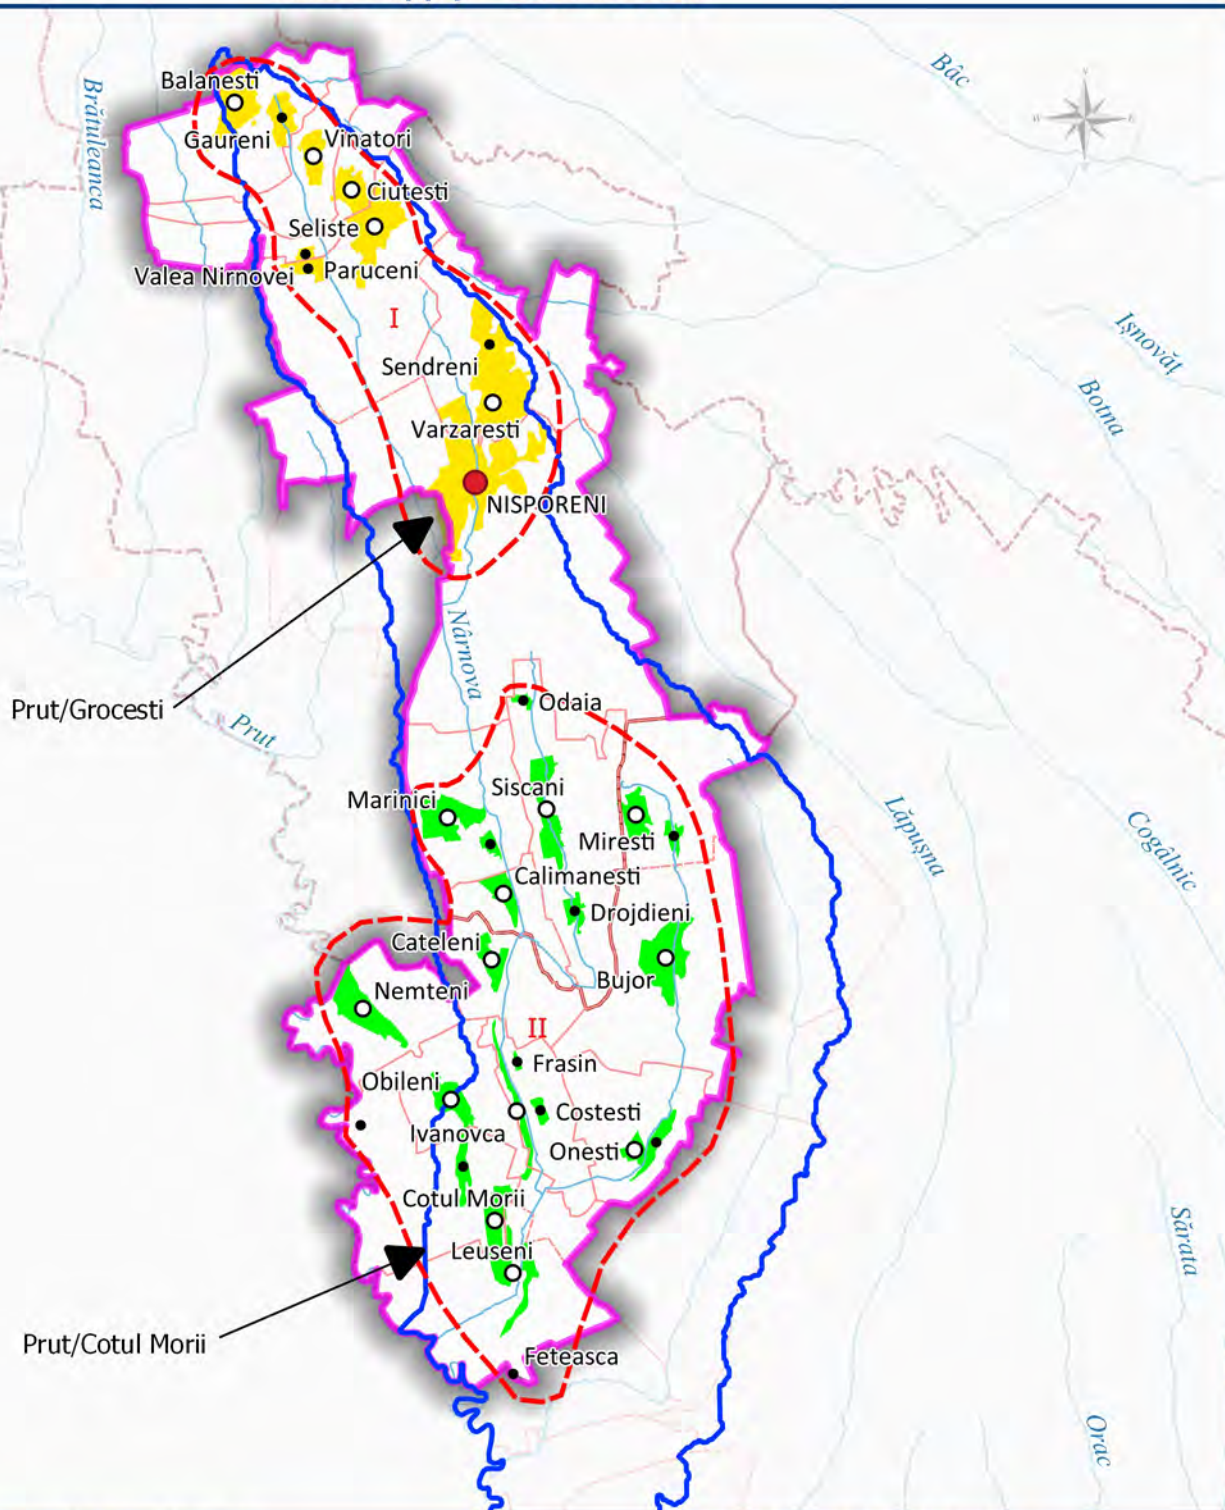 Bâc
Balanesti
Brătuleanca
Gaureni
Vinatori
Ciutesti
Seliste
Valea Nirnovei
Paruceni
I
Işnovăţ
Sendreni
Botna
Varzaresti
NISPORENI
Nârnova
Prut/Grocesti
Odaia
Prut
Siscani
Marinici
Lăpuşna
Miresti
Cogâlnic
Calimanesti
Drojdieni
Cateleni
Bujor
Nemteni
II
Frasin
Obileni
Costesti
Ivanovca
Onesti
Cotul Morii
Sărata
Leuseni
Prut/Cotul Morii
Feteasca
Orac